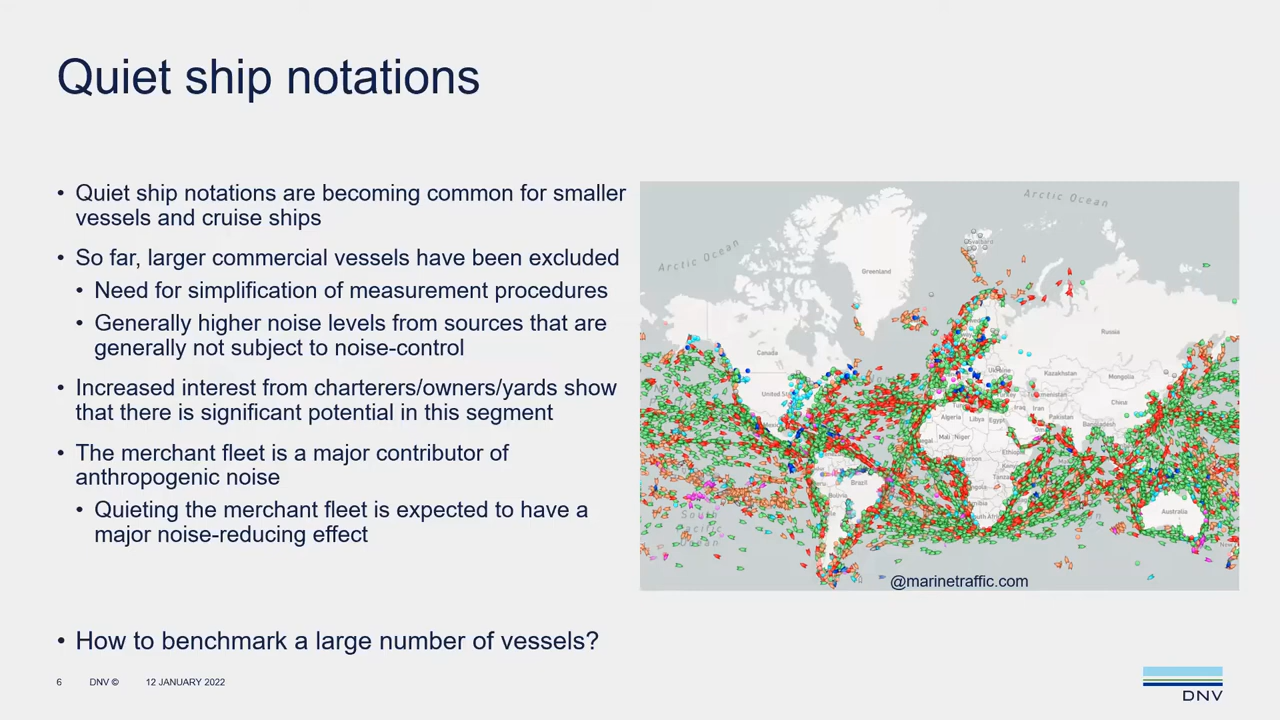 Quiet ship notations
• Quiet ship notations are becoming common for smaller
vessels and cruise ships
• So far, larger commercial vessels have been excluded
• Need for simplification of measurement procedures
• Generally higher noise levels from sources that are
generally not subject to noise-control
• Increased interest from charterers/owners/yards show
that there is significant potential in this segment
• The merchant fleet is a major contributor of
anthropogenic noise
• Quieting the merchant fleet is expected to have a
major noise-reducing effect
• How to benchmark a large number of vessels?
Arctic Ocean
Arctic Ocean
Greenland
Russia
Canada
Kazakhstan
Mongolia
China
Iraq
Iran
Pakistan
Algeria
Libya
Egypt
Mali
Niger
Brazil
Bolivia
Australia
@marinetraffic.com
6
DNV ©
12 JANUARY 2022
DNV